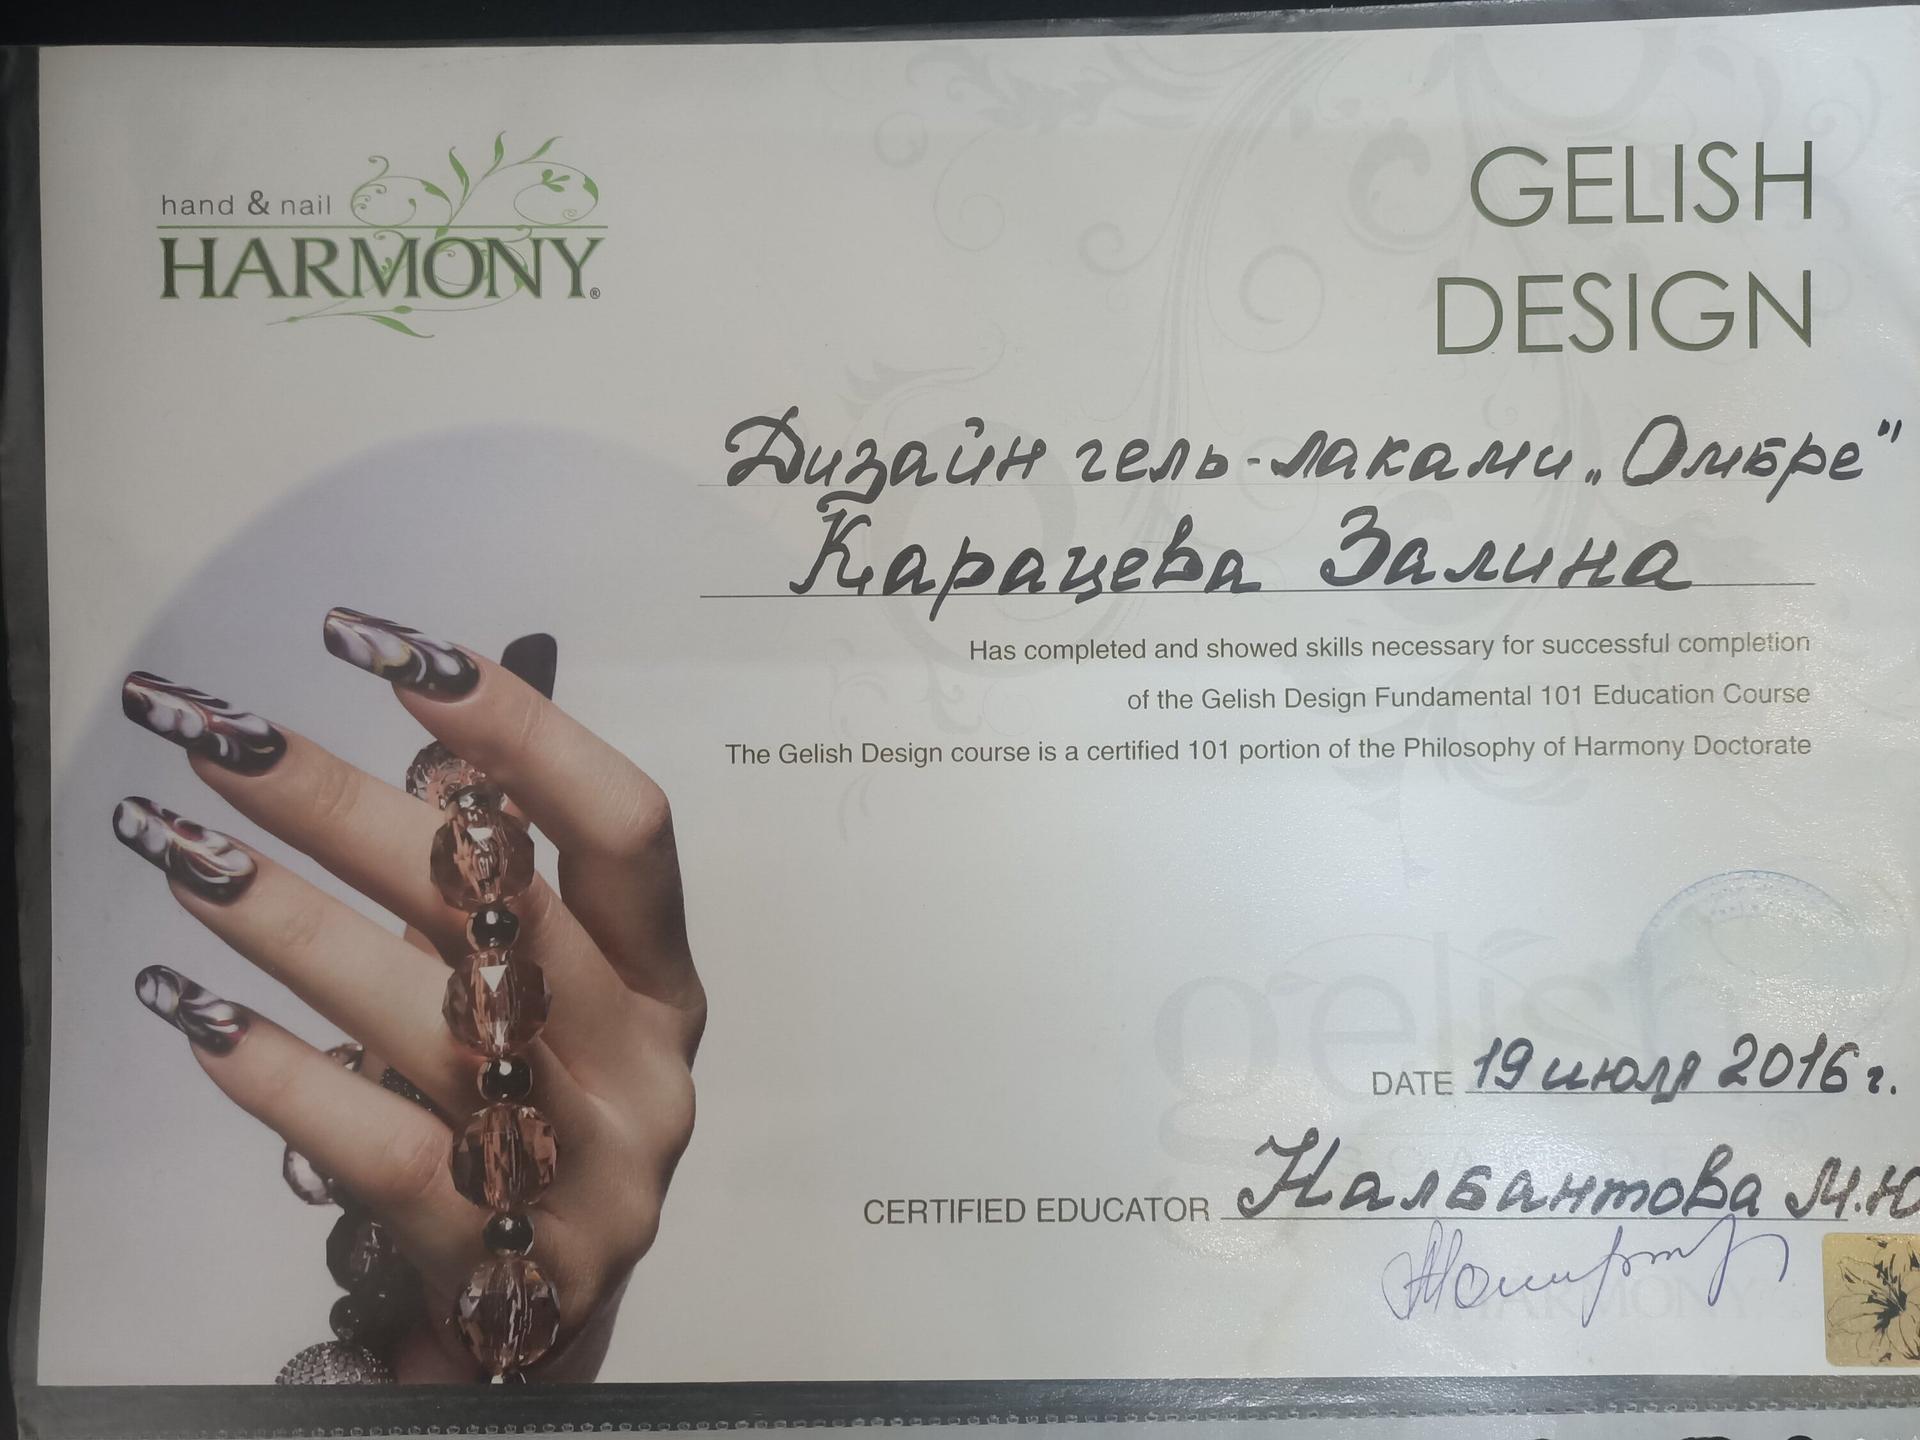 hand & nail
HARMONY®
GELISH
DESIGN
Дизайн гель-лаками „Омбре"
Карацева Залина
Has completed and showed skills necessary for successful completion
of the Gelish Design Fundamental 101 Education Course
The Gelish Design course is a certified 101 portion of the Philosophy of Harmony Doctorate
gelish®
DATE 19 июля 2016 г.
CERTIFIED EDUCATOR Налбантова М.Ю
HARMONY